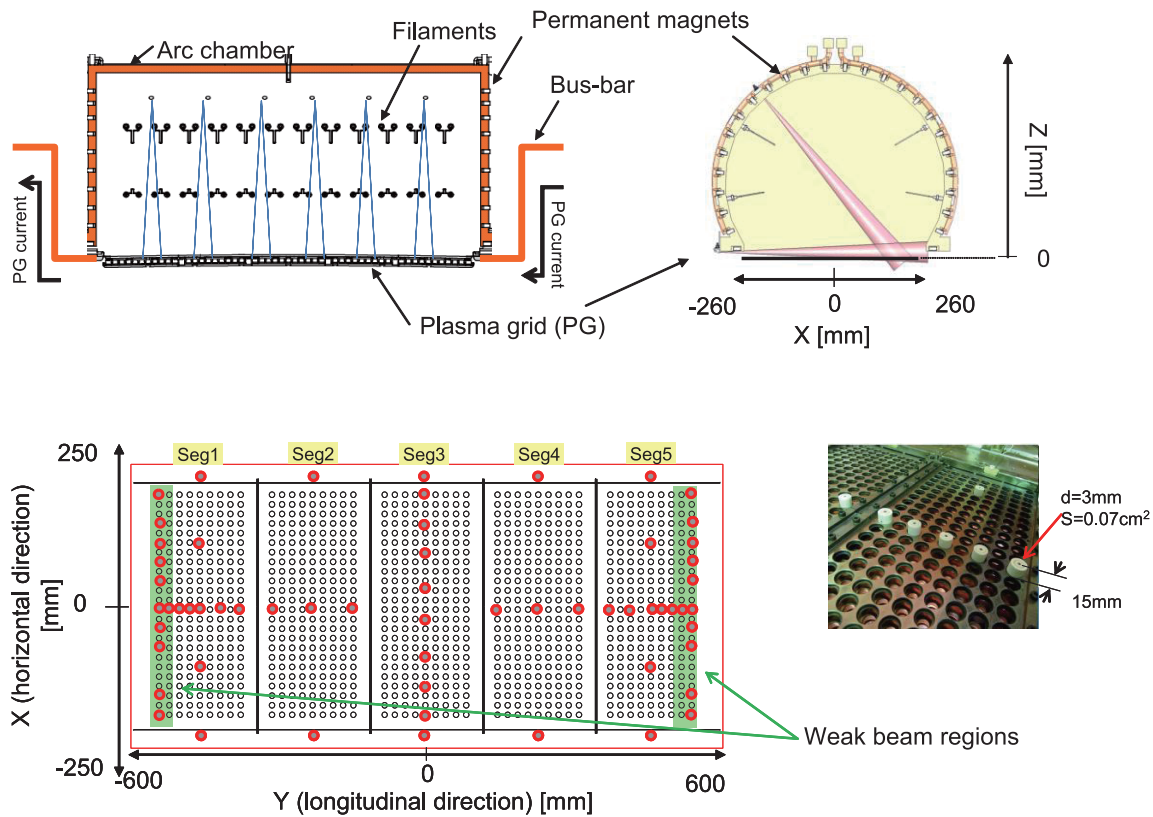 Filaments
Permanent magnets
Arc chamber
Bus-bar
PG current
PG current
Plasma grid (PG)
Z [mm]
0
-260
0
260
X [mm]
250
Seg1
Seg2
Seg3
Seg4
Seg5
X (horizontal direction)
[mm]
0
-250
-600
0
600
Y (longitudinal direction) [mm]
Weak beam regions
d=3mm
S=0.07cm²
15mm